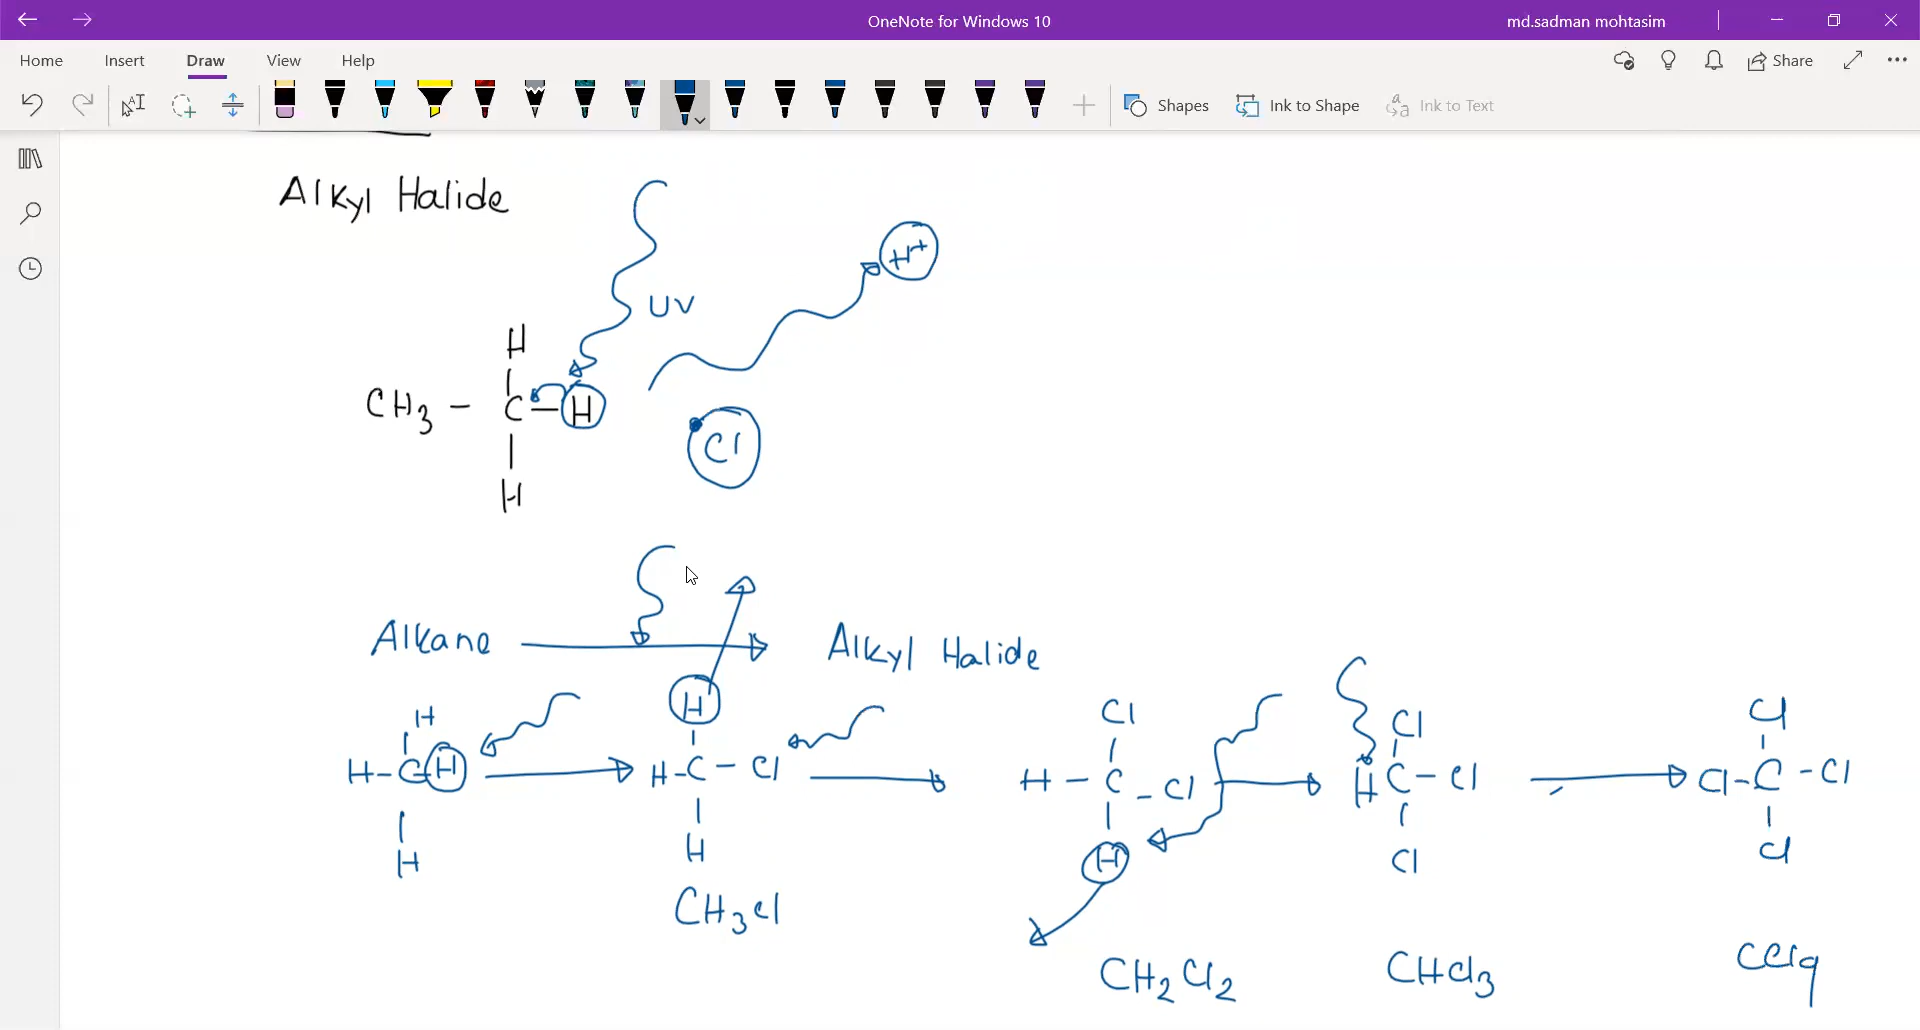 OneNote for Windows 10
md.sadman mohtasim
Home Insert Draw View Help
Share
Shapes Ink to Shape Ink to Text
Alkyl Halide
UV
H+
H
CH3 - C - H
Cl
H
Alkane Alkyl Halide
H
H Cl Cl Cl
H-C-H H-C-Cl H-C-Cl H C-Cl Cl-C-Cl
H H H Cl Cl
CH3Cl
CH2Cl2 CHCl3 CCl4